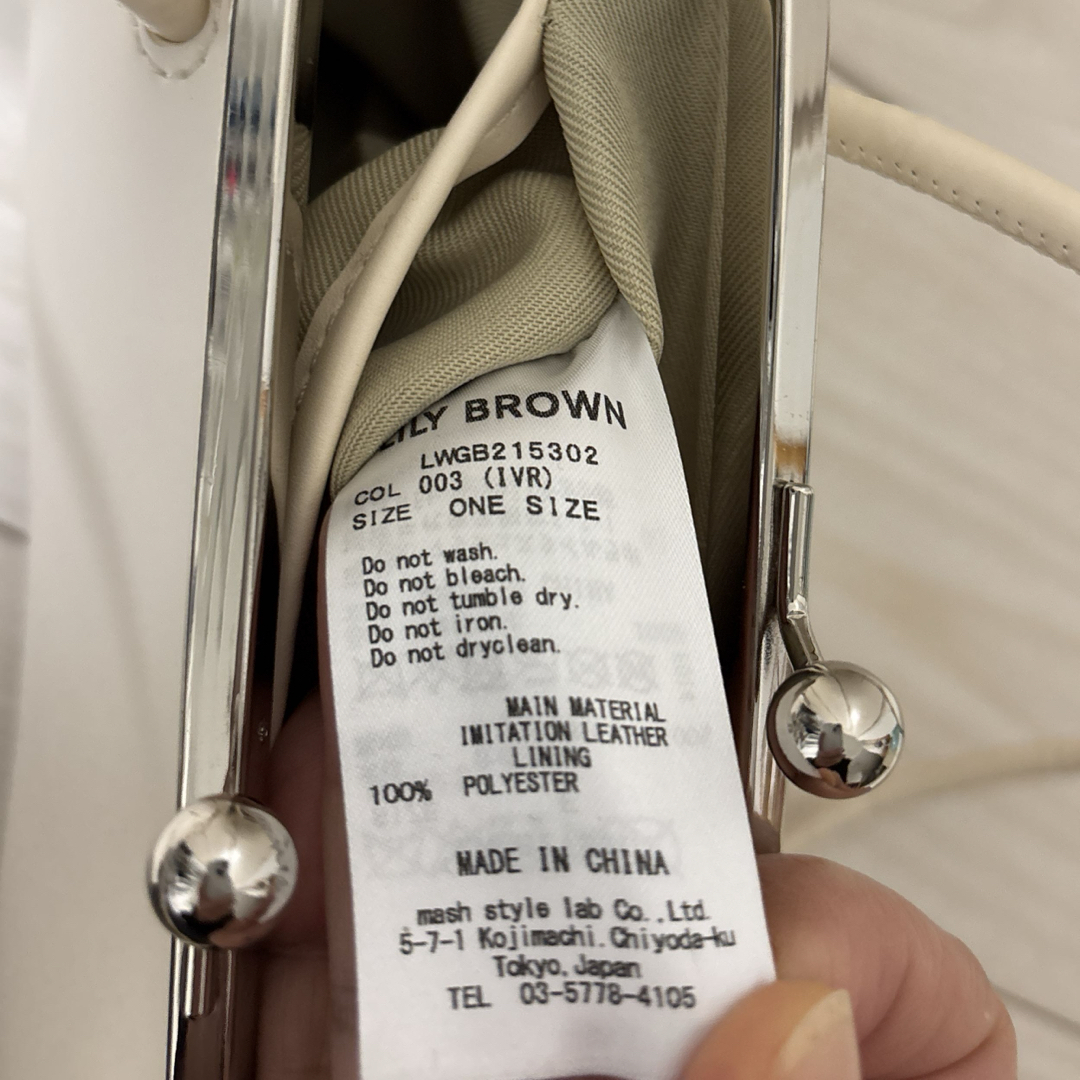 LILY BROWN
LWGB215302
COL 003 (IVR)
SIZE ONE SIZE
Do not wash.
Do not bleach.
Do not tumble dry.
Do not iron.
Do not dryclean.
MAIN MATERIAL
IMITATION LEATHER
LINING
100% POLYESTER
MADE IN CHINA
mash style lab Co.,Ltd.
5-7-1 Kojimachi.Chiyoda-ku
Tokyo,Japan
TEL 03-5778-4105